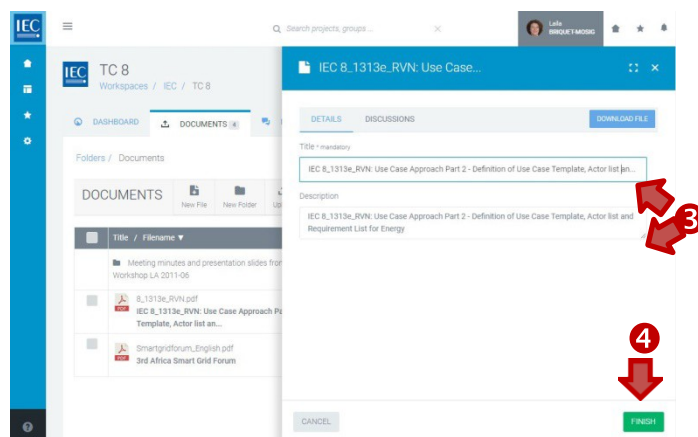 IEC
Search projects, groups ...
Laila
BRIQUET-MOSIG
IEC
TC 8
Workspaces / IEC / TC 8
DASHBOARD
DOCUMENTS 4
Folders / Documents
DOCUMENTS
New File
New Folder
Title / Filename
Meeting minutes and presentation slides from
Workshop LA 2011-06
8_1313e_RVN.pdf
IEC 8_1313e_RVN: Use Case Approach Pa
Template, Actor list an...
Smartgridforum_English.pdf
3rd Africa Smart Grid Forum
IEC 8_1313e_RVN: Use Case...
DETAILS
DISCUSSIONS
DOWNLOAD FILE
Title * mandatory
IEC 8_1313e_RVN: Use Case Approach Part 2 - Definition of Use Case Template, Actor list an...
Description
IEC 8_1313e_RVN: Use Case Approach Part 2 - Definition of Use Case Template, Actor list and
Requirement List for Energy
3
4
CANCEL
FINISH